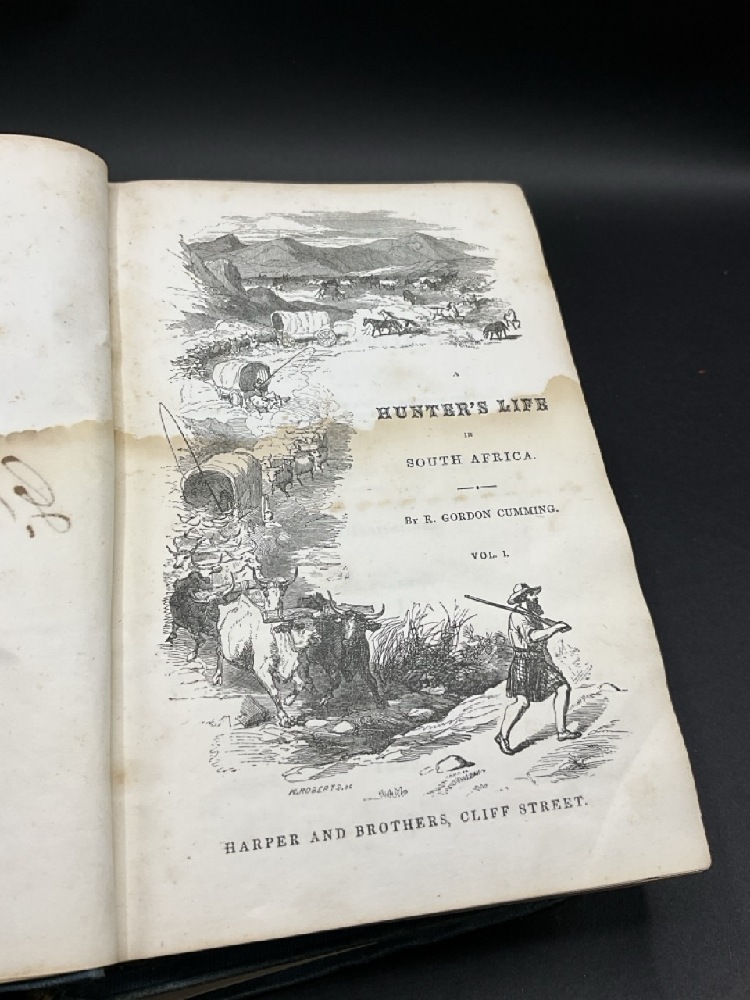 A
HUNTER'S LIFE
IN
SOUTH AFRICA.
BY R. GORDON CUMMING.
VOL. I.
HARPER AND BROTHERS, CLIFF STREET.